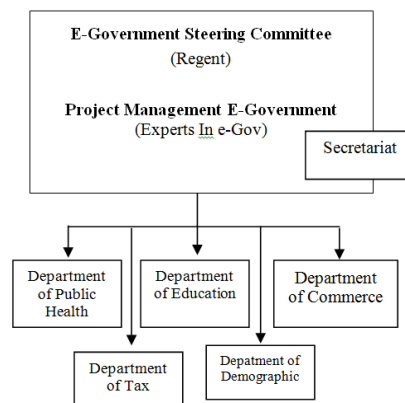 E-Government Steering Committee
(Regent)
Project Management E-Government
(Experts In e-Gov)
Secretariat
Department
of Public
Health
Department
of Education
Department
of Commerce
Department
of Tax
Depatment of
Demographic